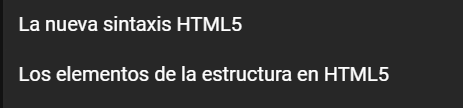 La nueva sintaxis HTML5
Los elementos de la estructura en HTML5